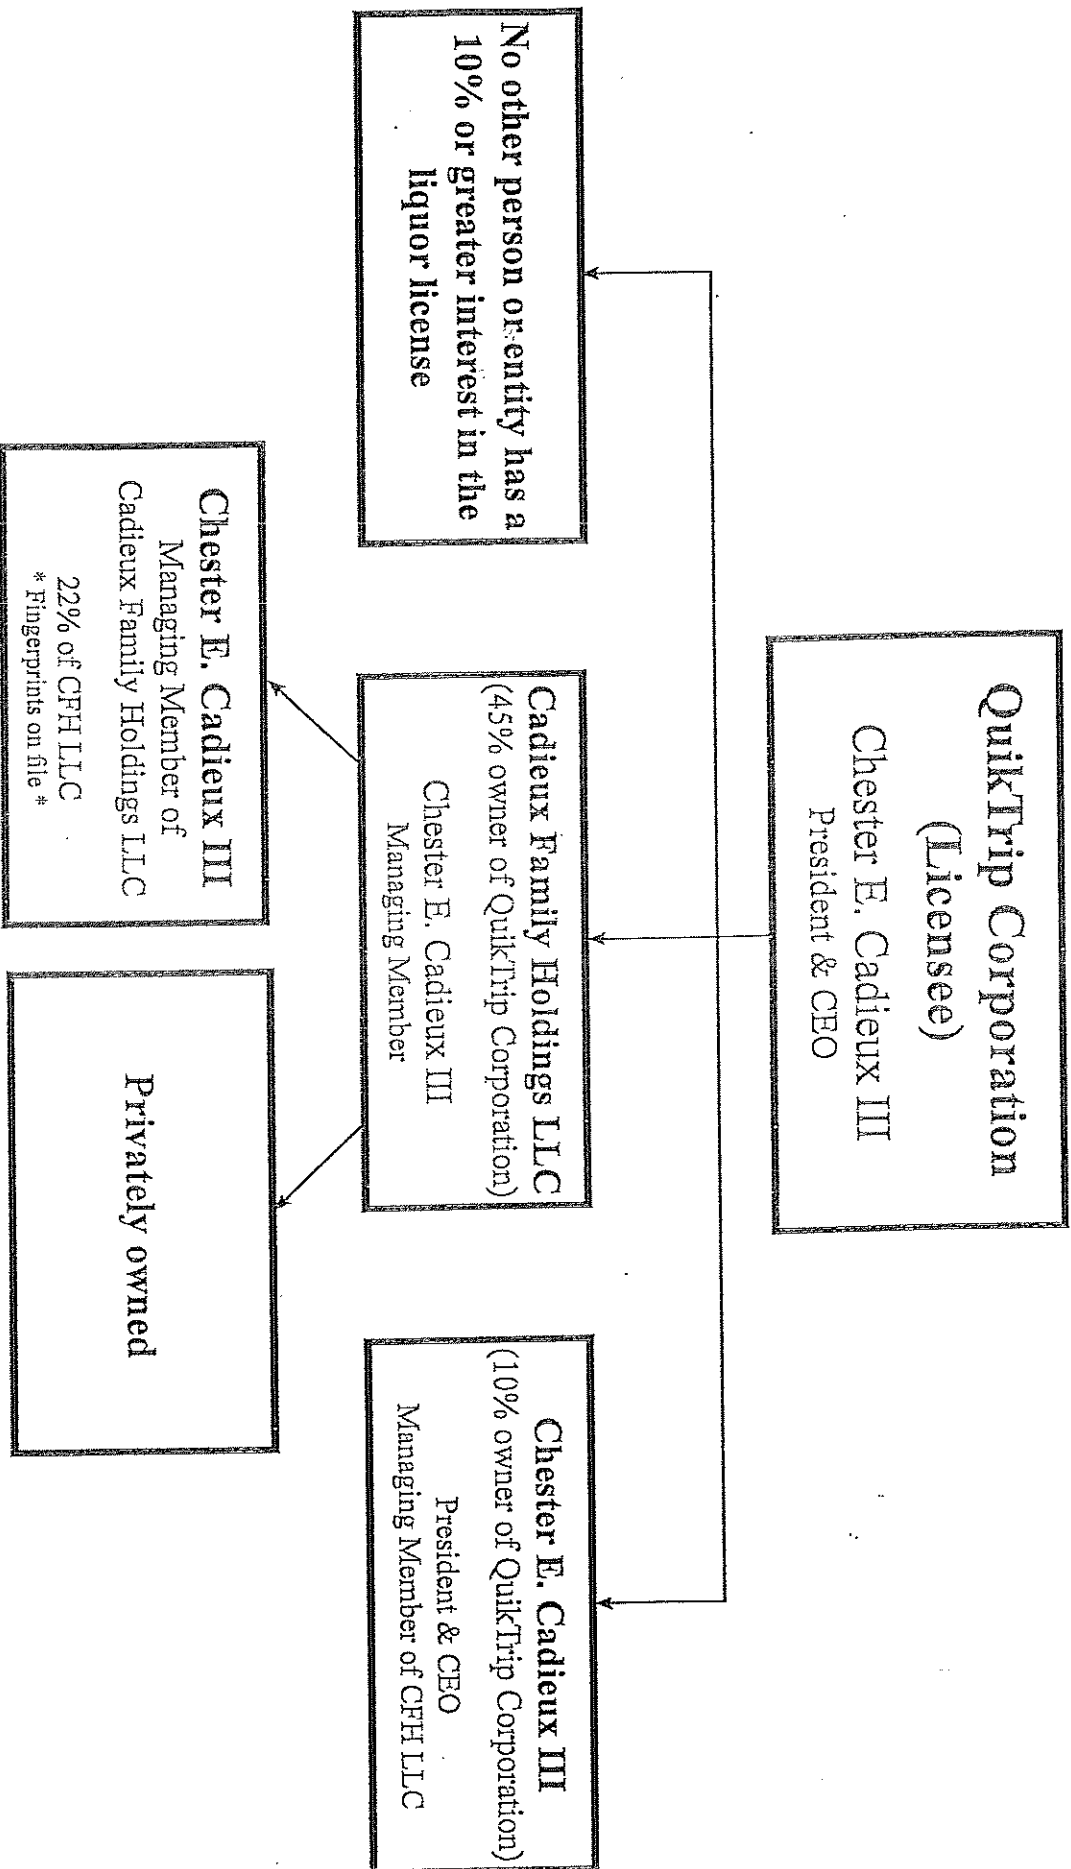 QuikTrip Corporation
(Licensee)
Chester E. Cadieux III
President & CEO
No other person or entity has a
10% or greater interest in the
liquor license
Cadieux Family Holdings LLC
(45% owner of QuikTrip Corporation)
Chester E. Cadieux III
Managing Member
Chester E. Cadieux III
(10% owner of QuikTrip Corporation)
President & CEO
Managing Member of CFH LLC
Chester E. Cadieux III
Managing Member of
Cadieux Family Holdings LLC
22% of CFH LLC
* Fingerprints on file *
Privately owned